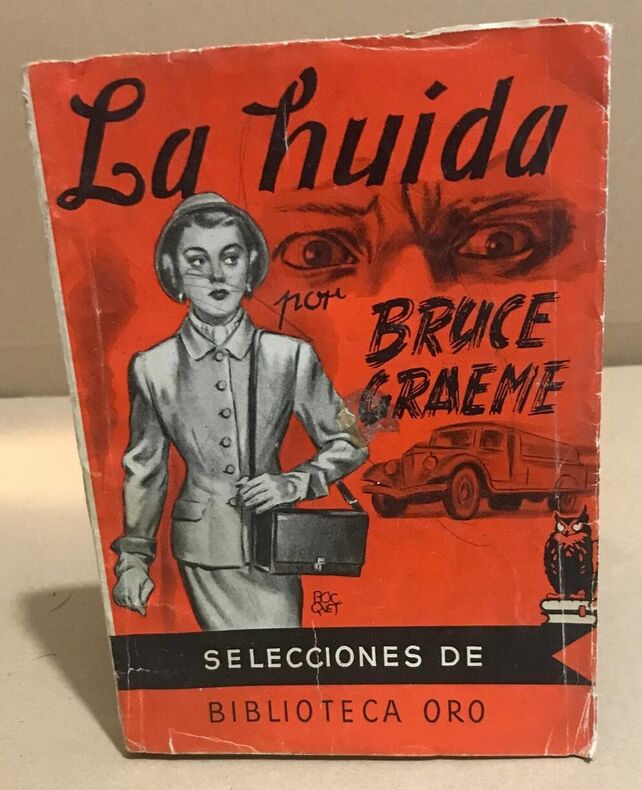 La huida
por
BRUCE
GRAEME
BOC
QUET
SELECCIONES DE
BIBLIOTECA ORO